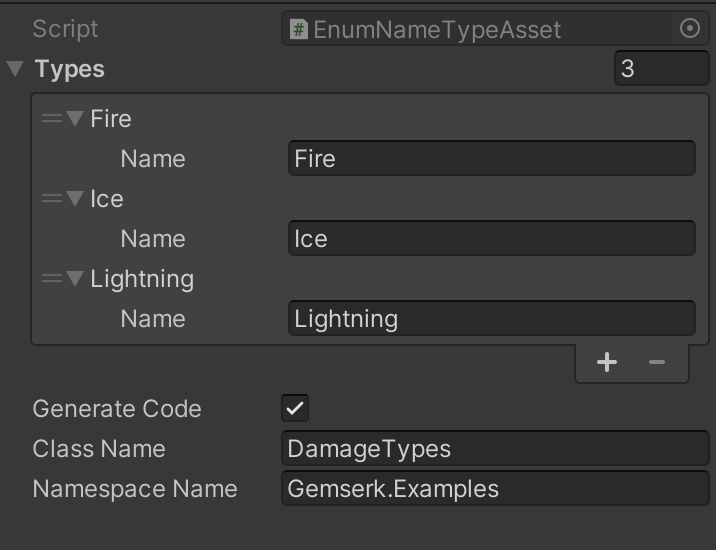 Script # EnumNameTypeAsset
Types 3
Fire
Name Fire
Ice
Name Ice
Lightning
Name Lightning
+ −
Generate Code
Class Name DamageTypes
Namespace Name Gemserk.Examples